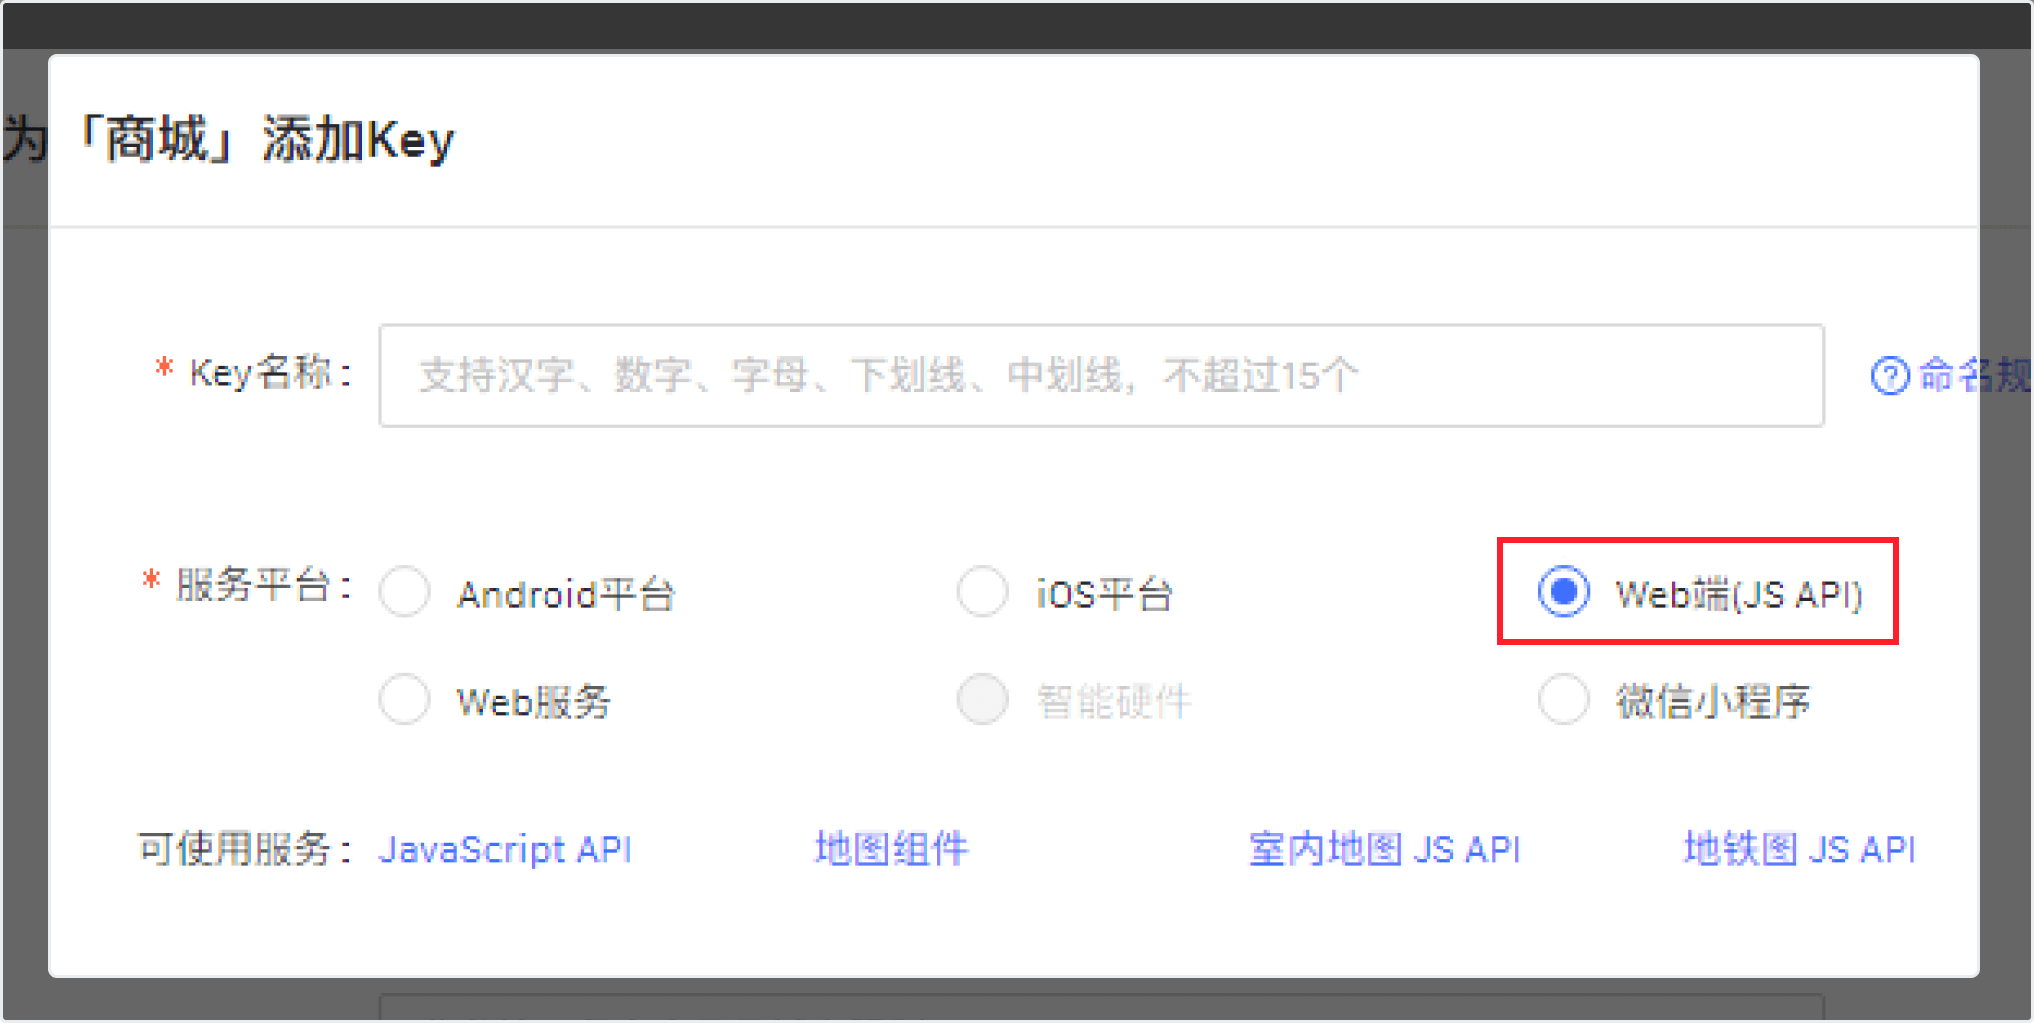 为「商城」添加Key
* Key名称： 支持汉字、数字、字母、下划线、中划线，不超过15个 命名规
* 服务平台： Android平台 iOS平台 Web端(JS API)
Web服务 智能硬件 微信小程序
可使用服务： JavaScript API 地图组件 室内地图 JS API 地铁图 JS API